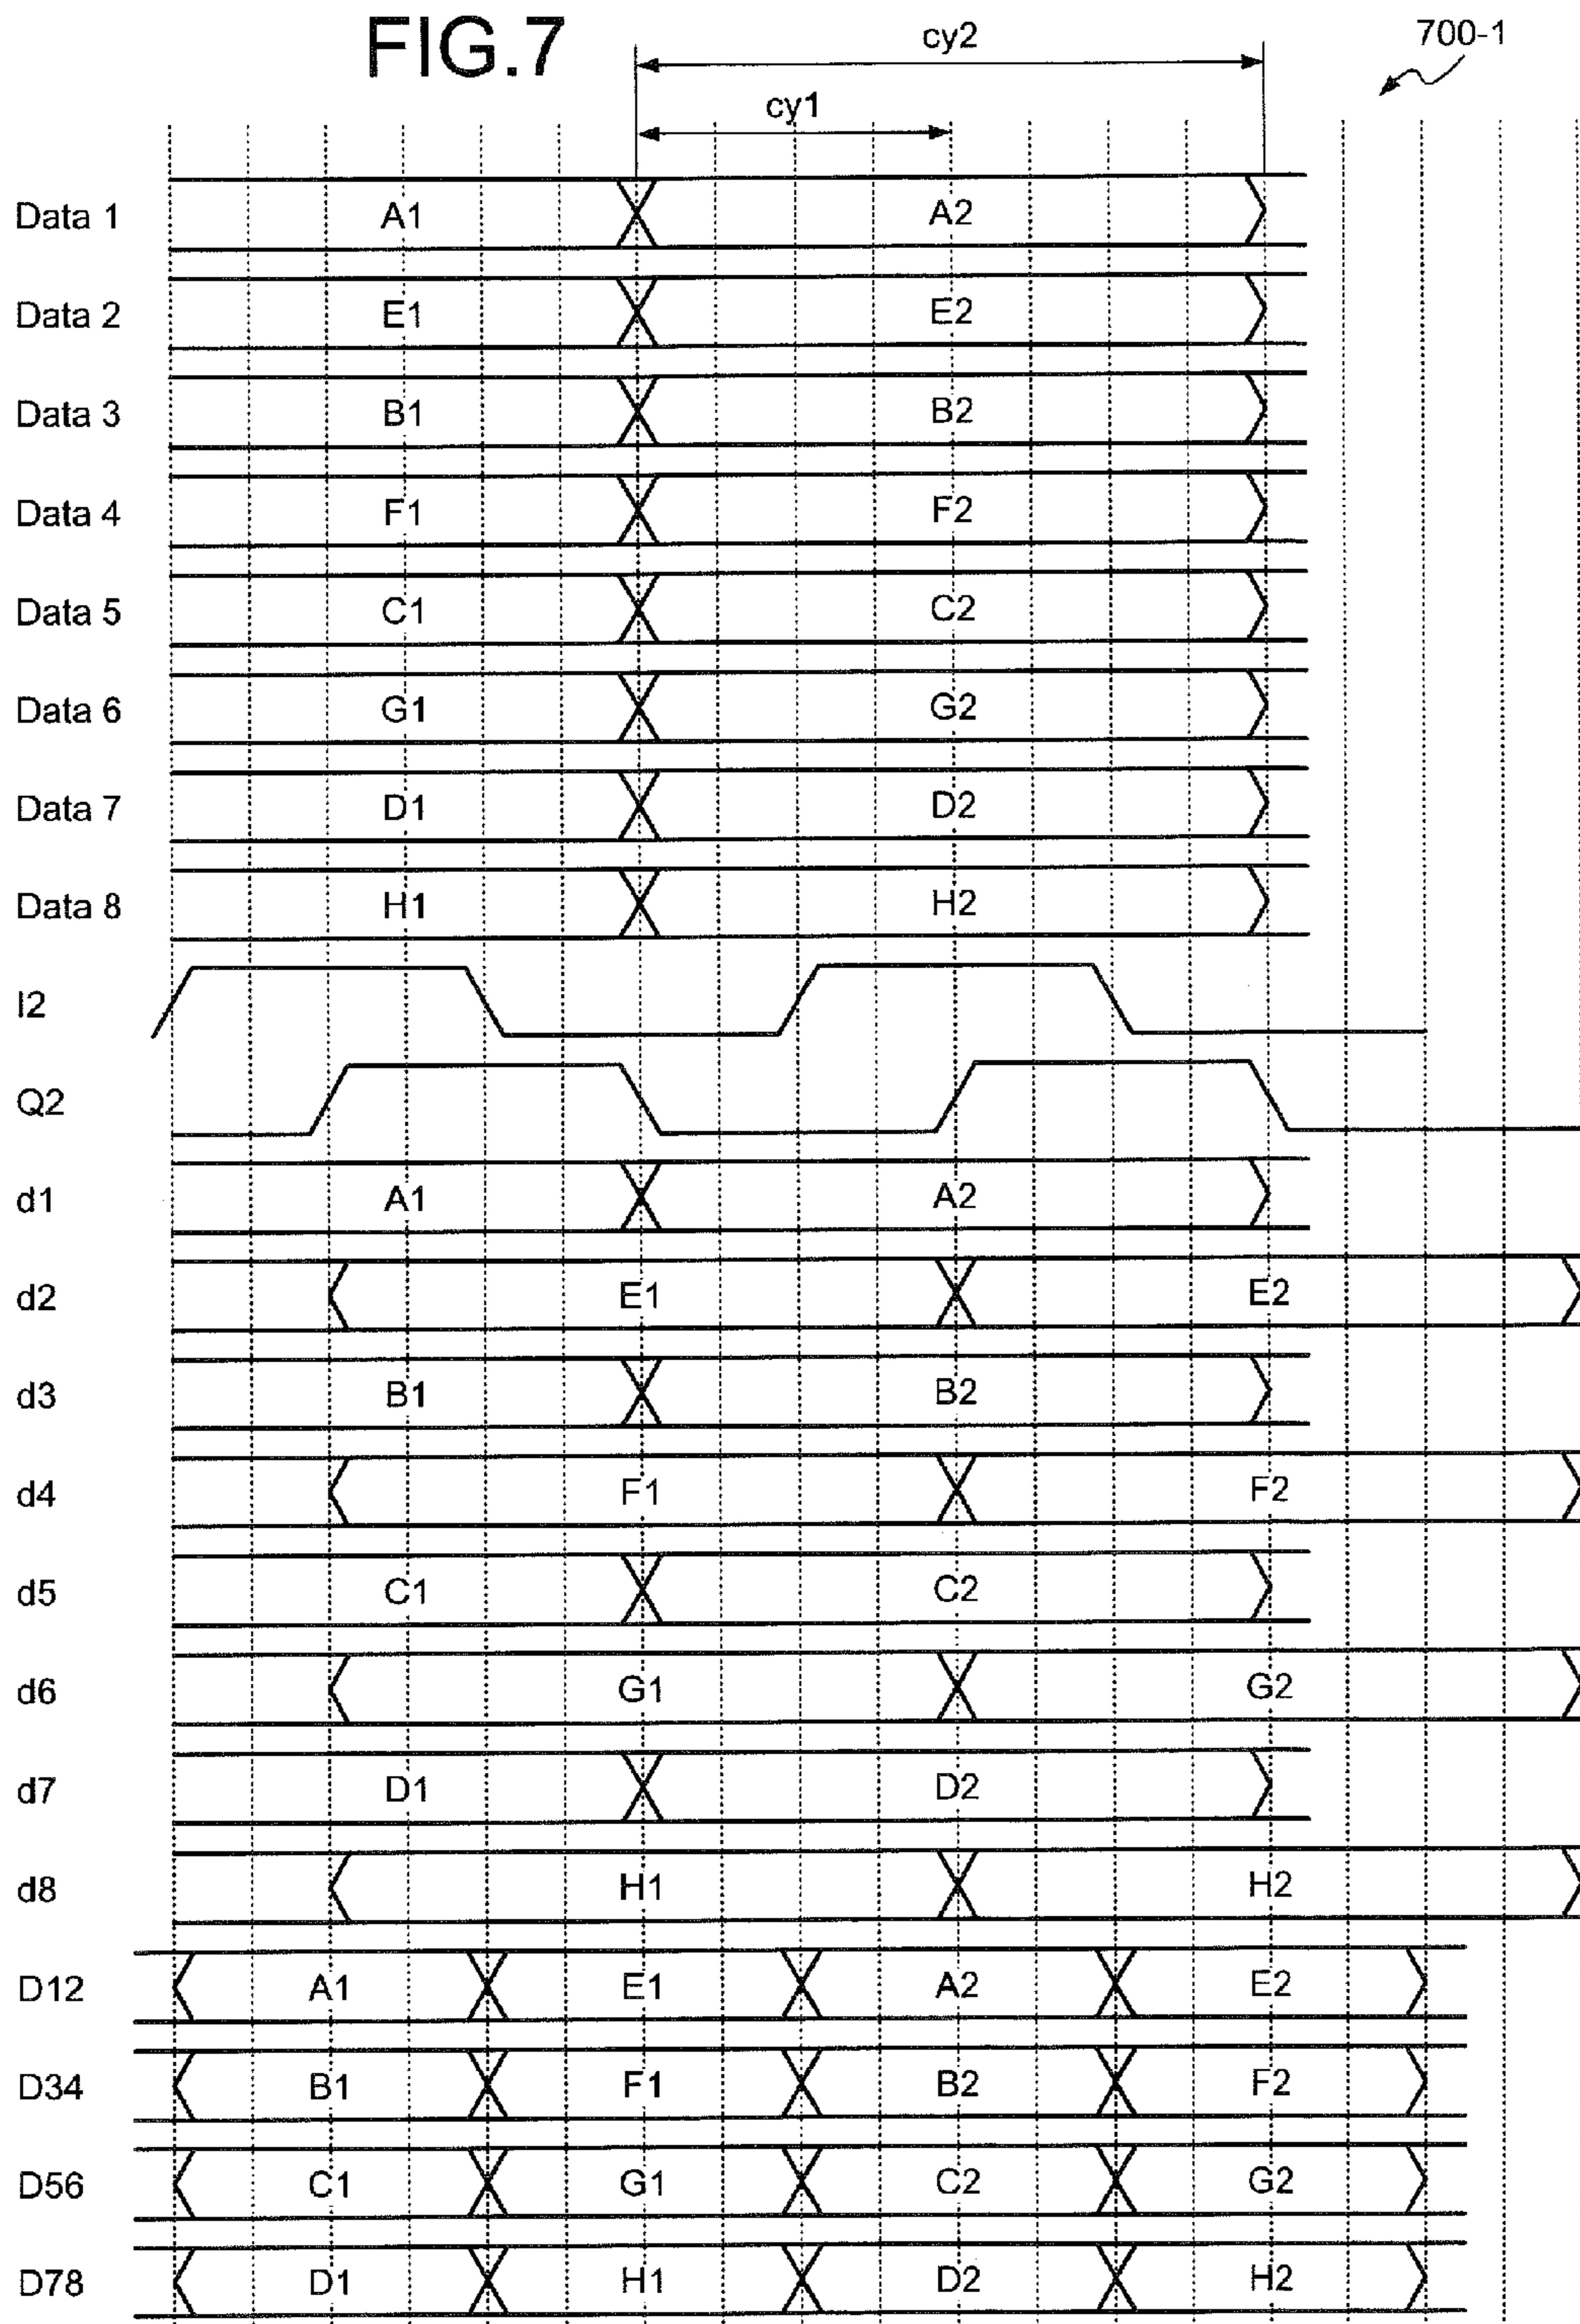 FIG.7
cy2
700-1
cy1
Data 1 A1 A2
Data 2 E1 E2
Data 3 B1 B2
Data 4 F1 F2
Data 5 C1 C2
Data 6 G1 G2
Data 7 D1 D2
Data 8 H1 H2
I2
Q2
d1 A1 A2
d2 E1 E2
d3 B1 B2
d4 F1 F2
d5 C1 C2
d6 G1 G2
d7 D1 D2
d8 H1 H2
D12 A1 E1 A2 E2
D34 B1 F1 B2 F2
D56 C1 G1 C2 G2
D78 D1 H1 D2 H2